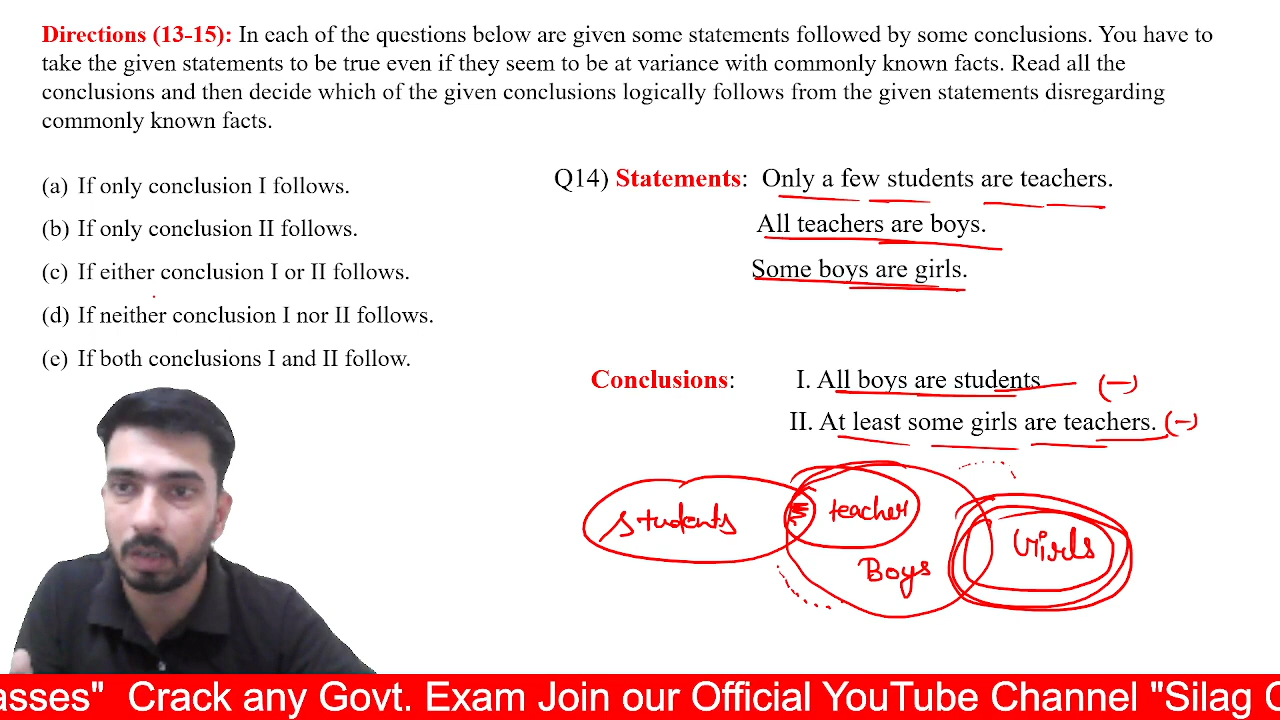 Directions (13-15): In each of the questions below are given some statements followed by some conclusions. You have to
take the given statements to be true even if they seem to be at variance with commonly known facts. Read all the
conclusions and then decide which of the given conclusions logically follows from the given statements disregarding
commonly known facts.
(a) If only conclusion I follows.
(b) If only conclusion II follows.
(c) If either conclusion I or II follows.
(d) If neither conclusion I nor II follows.
(e) If both conclusions I and II follow.
Q14) Statements: Only a few students are teachers.
All teachers are boys.
Some boys are girls.
Conclusions: I. All boys are students (-)
II. At least some girls are teachers. (-)
students teacher Girls
Boys
asses" Crack any Govt. Exam Join our Official YouTube Channel "Silag C